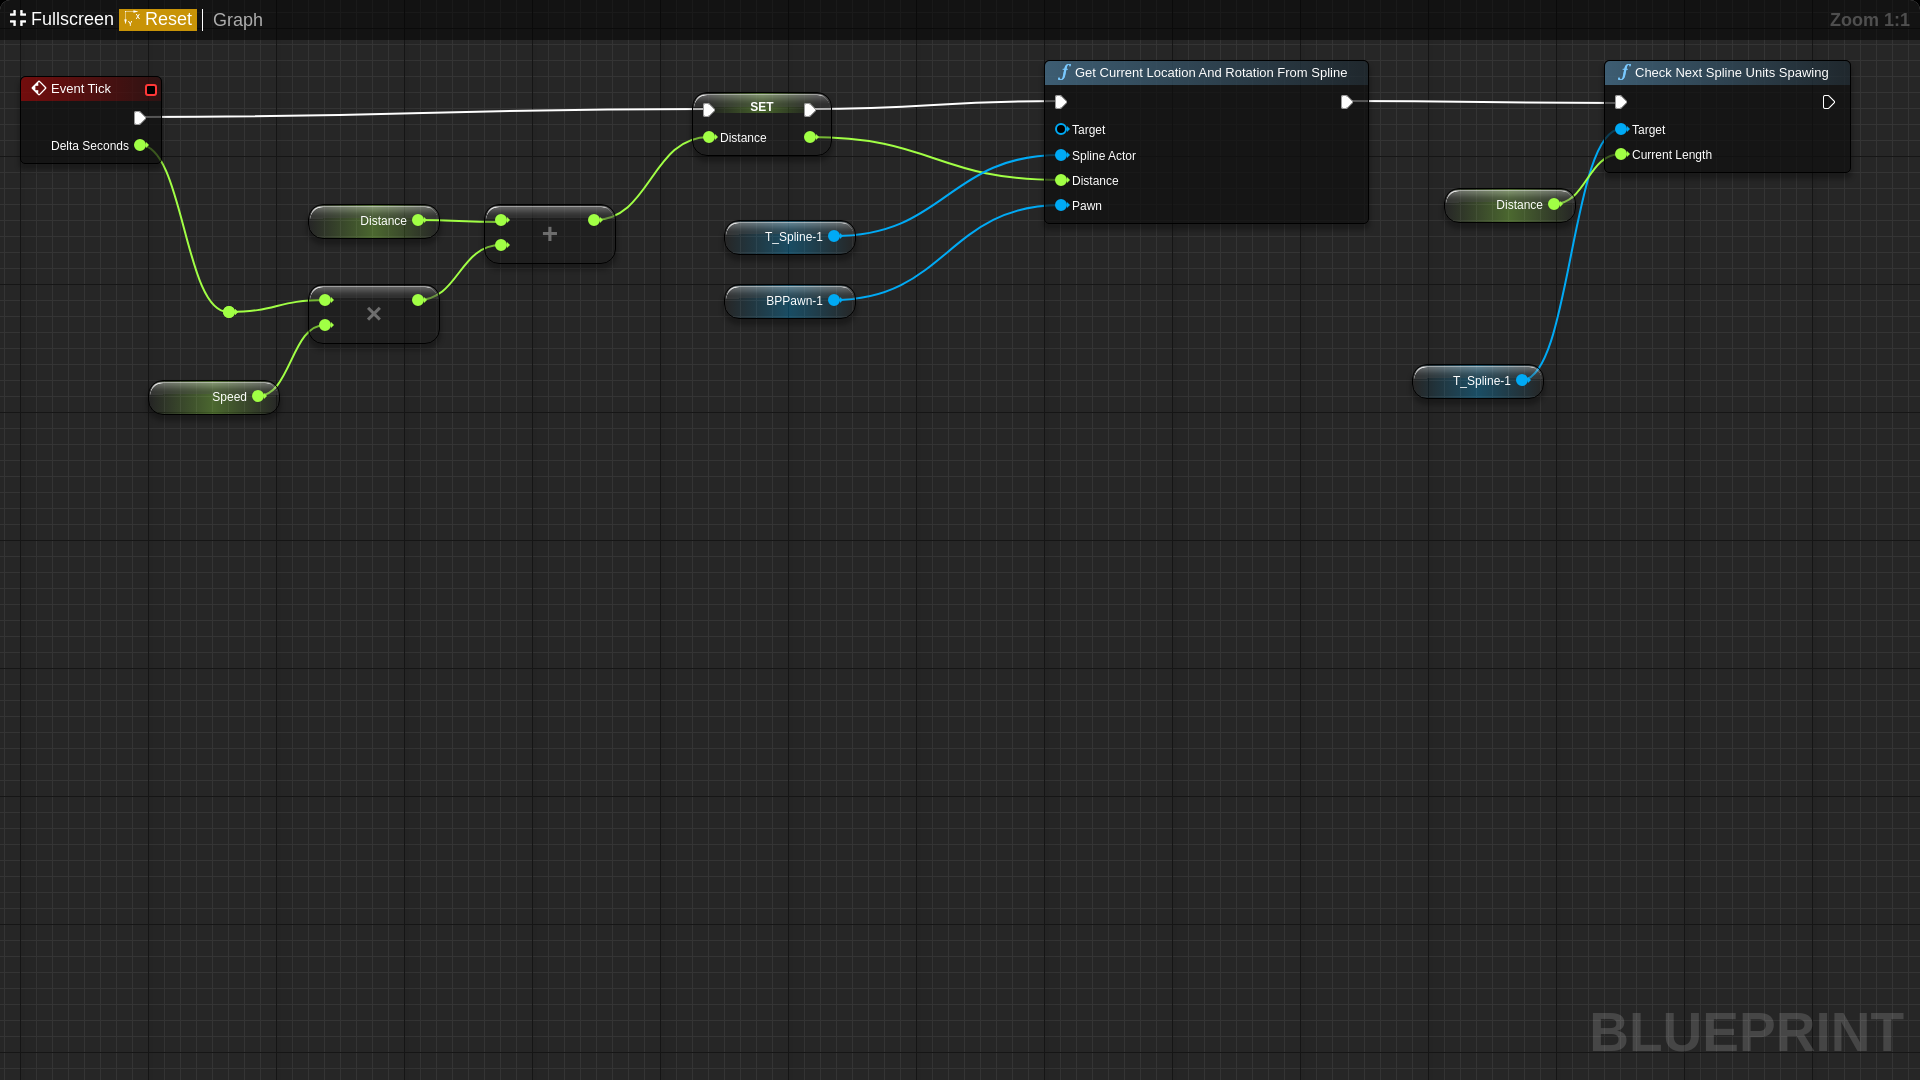 Fullscreen Reset Graph Zoom 1:1
Event Tick
Delta Seconds
SET
Distance
Get Current Location And Rotation From Spline
Target
Spline Actor
Distance
Pawn
Check Next Spline Units Spawing
Target
Current Length
Distance
+
Distance
T_Spline-1
BPPawn-1
×
T_Spline-1
Speed
BLUEPRINT